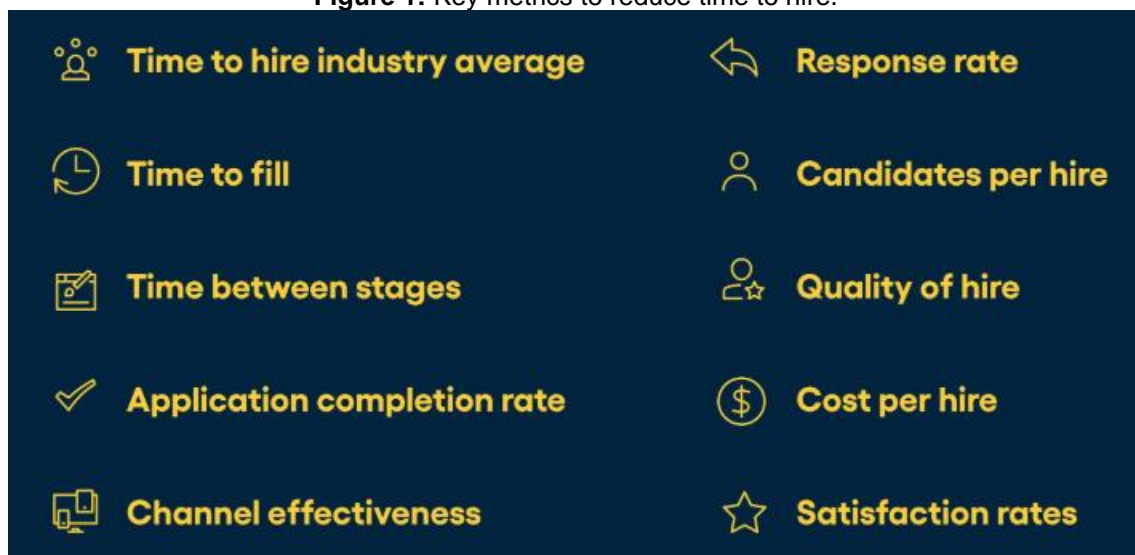 Figure 1. Key metrics to reduce time to hire.
Time to hire industry average
Response rate
Time to fill
Candidates per hire
Time between stages
Quality of hire
Application completion rate
Cost per hire
Channel effectiveness
Satisfaction rates